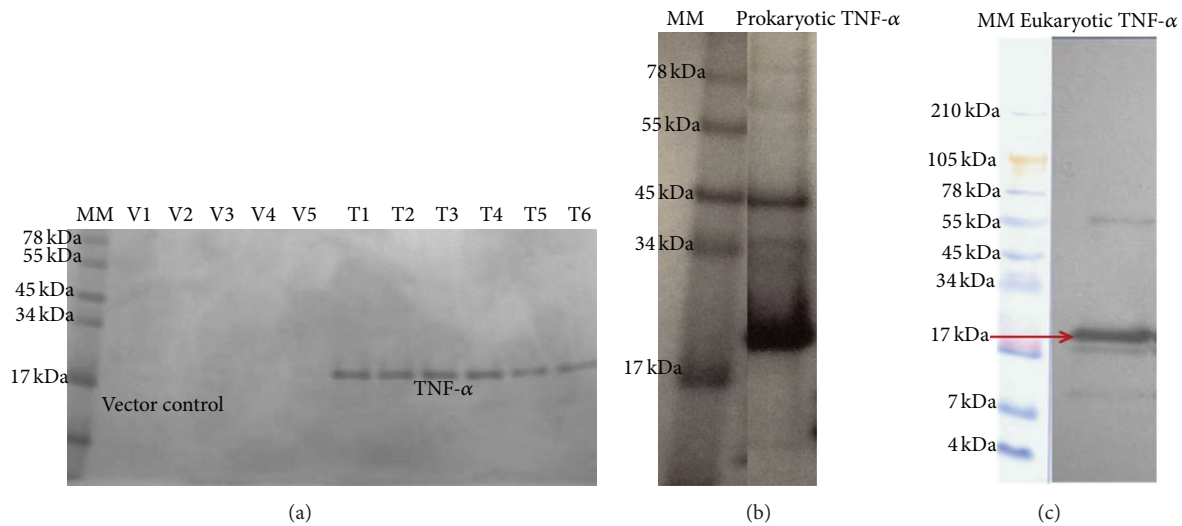 MM V1 V2 V3 V4 V5 T1 T2 T3 T4 T5 T6
78 kDa
55 kDa
45 kDa
34 kDa
17 kDa
TNF-α
Vector control
(a)
MM Prokaryotic TNF-α
78 kDa
55 kDa
45 kDa
34 kDa
17 kDa
(b)
MM Eukaryotic TNF-α
210 kDa
105 kDa
78 kDa
55 kDa
45 kDa
34 kDa
17 kDa
7 kDa
4 kDa
(c)